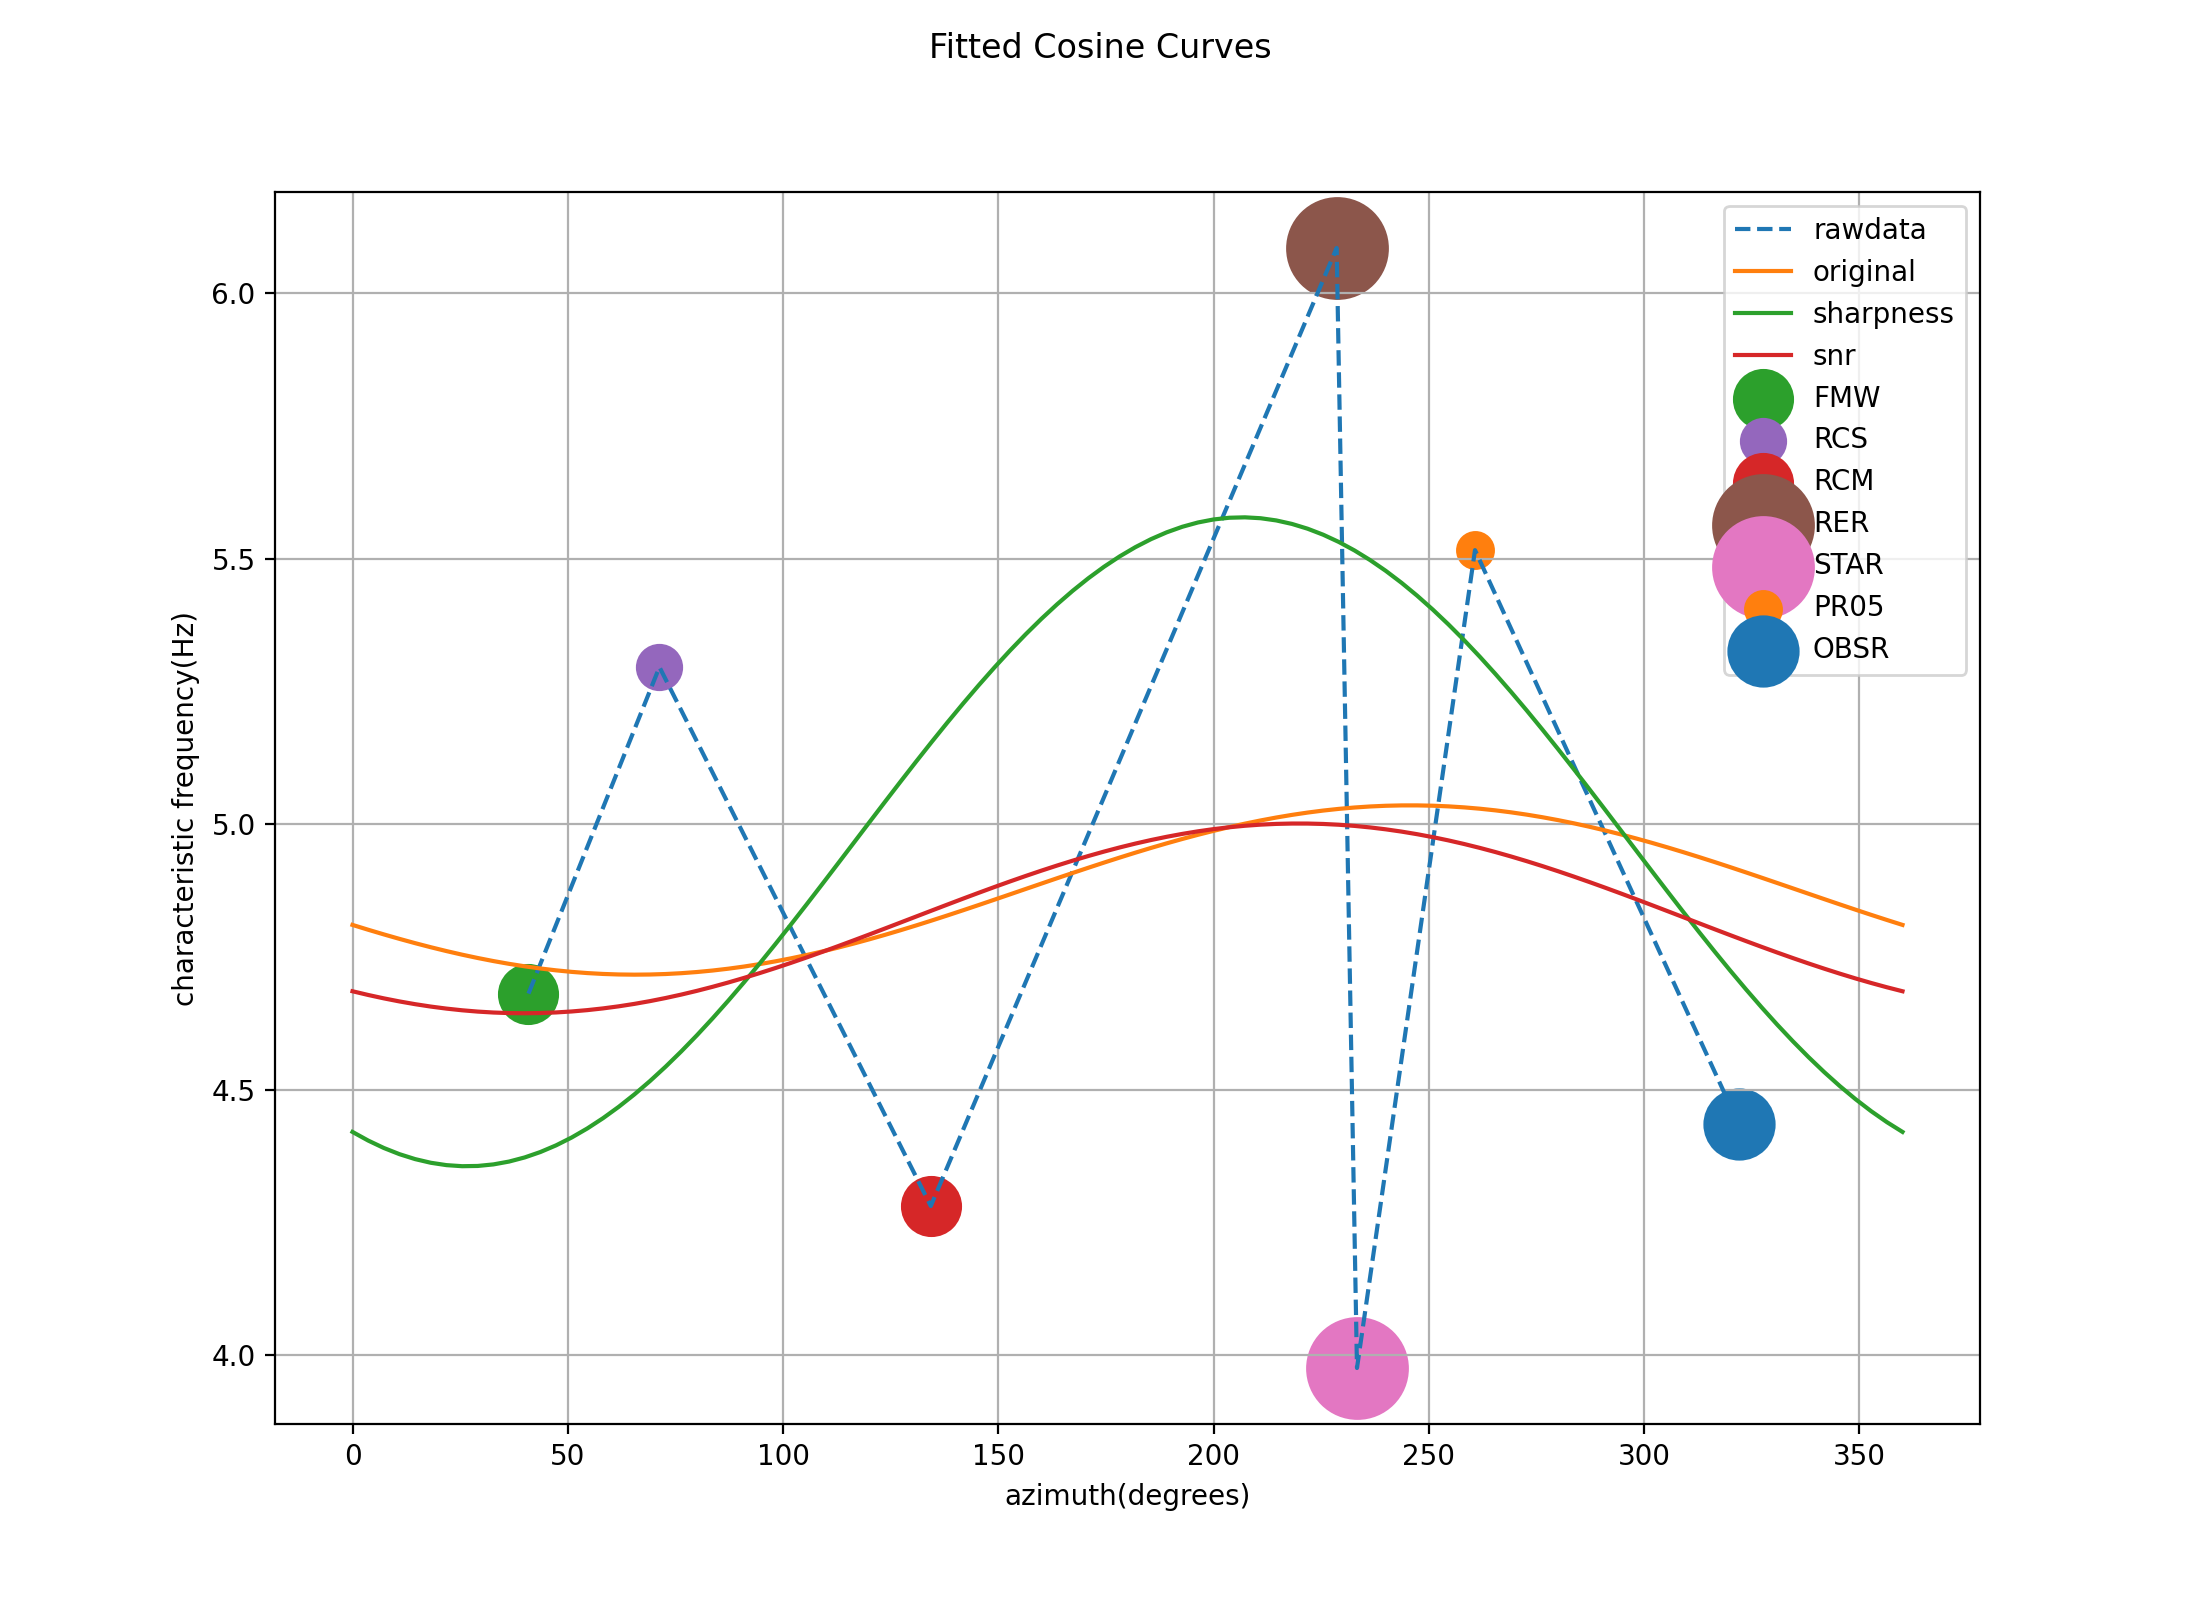 Fitted Cosine Curves
characteristic frequency(Hz)
6.0
5.5
5.0
4.5
4.0
0 50 100 150 200 250 300 350
azimuth(degrees)
rawdata
original
sharpness
snr
FMW
RCS
RCM
RER
STAR
PR05
OBSR